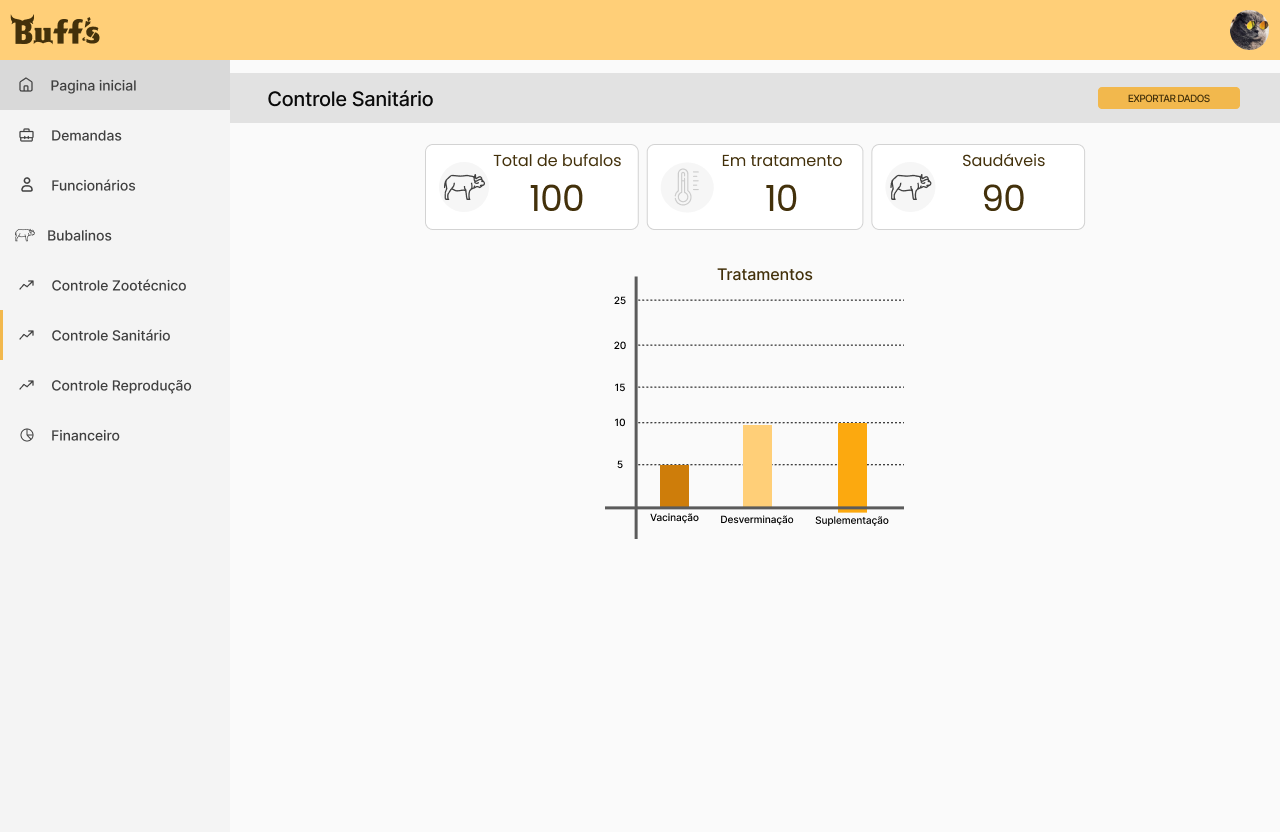 Buff's
Pagina inicial
Demandas
Funcionários
Bubalinos
Controle Zootécnico
Controle Sanitário
Controle Reprodução
Financeiro
Controle Sanitário
EXPORTAR DADOS
Total de bufalos
100
Em tratamento
10
Saudáveis
90
Tratamentos
25
20
15
10
5
Vacinação
Desverminação
Suplementação